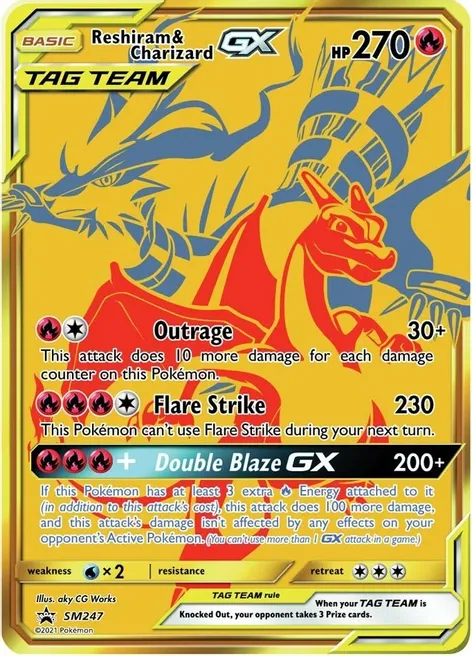 BASIC
Reshiram&
Charizard GX
HP270
TAG TEAM
Outrage 30+
This attack does 10 more damage for each damage
counter on this Pokémon.
Flare Strike 230
This Pokémon can't use Flare Strike during your next turn.
+ Double Blaze GX 200+
If this Pokémon has at least 3 extra Energy attached to it
(in addition to this attack's cost), this attack does 100 more damage,
and this attack's damage isn't affected by any effects on your
opponent's Active Pokémon. (You can't use more than 1 GX attack in a game.)
weakness ×2 resistance retreat
Illus. aky CG Works
PROMO SM247
©2021 Pokémon
TAG TEAM rule
When your TAG TEAM is
Knocked Out, your opponent takes 3 Prize cards.